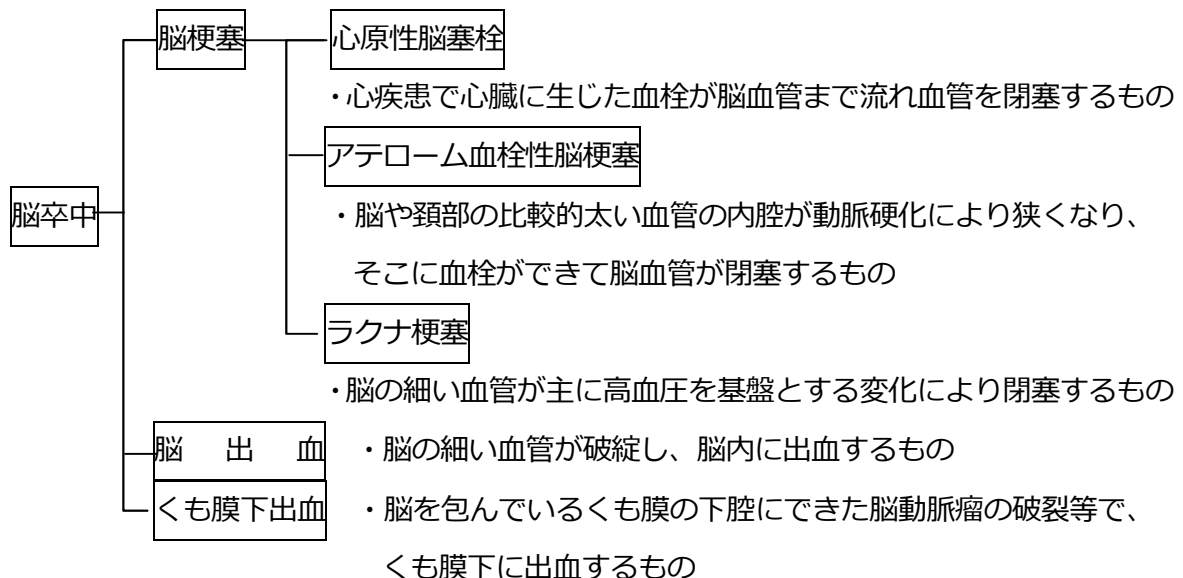 脳梗塞
心原性脳塞栓
・心疾患で心臓に生じた血栓が脳血管まで流れ血管を閉塞するもの
アテローム血栓性脳梗塞
脳卒中
・脳や頚部の比較的太い血管の内腔が動脈硬化により狭くなり、
そこに血栓ができて脳血管が閉塞するもの
ラクナ梗塞
・脳の細い血管が主に高血圧を基盤とする変化により閉塞するもの
脳 出 血
・脳の細い血管が破綻し、脳内に出血するもの
くも膜下出血
・脳を包んでいるくも膜の下腔にできた脳動脈瘤の破裂等で、
くも膜下に出血するもの